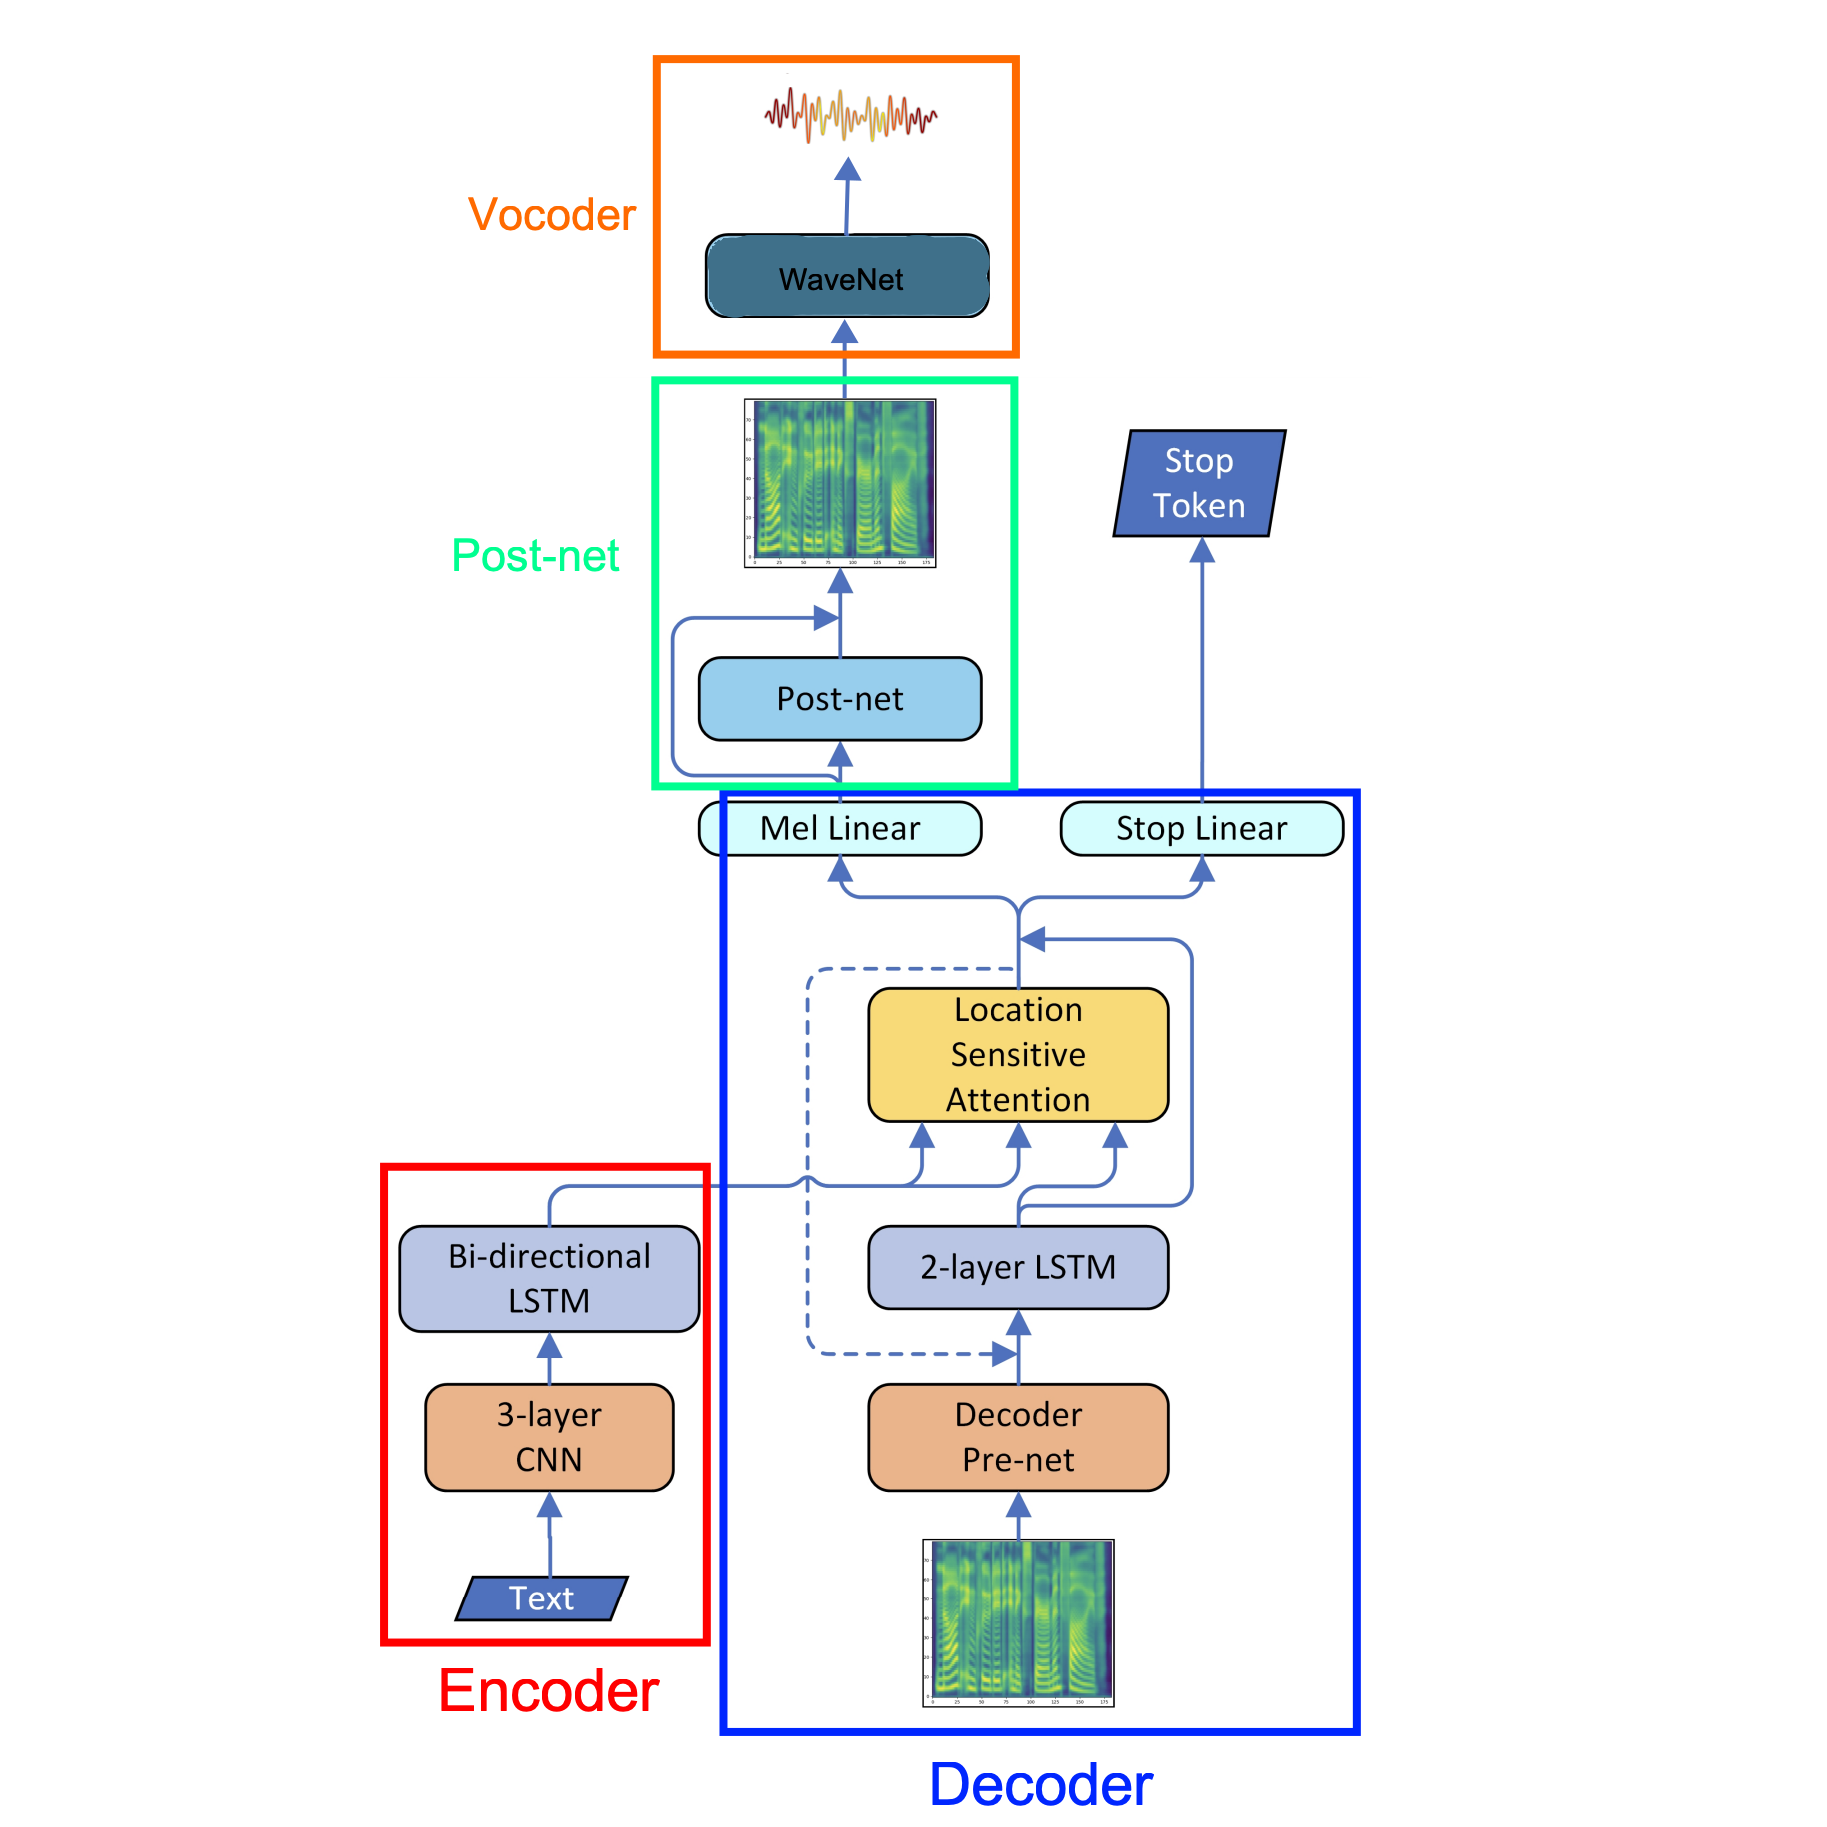 Vocoder
WaveNet
Post-net
Stop
Token
Post-net
Mel Linear
Stop Linear
Location
Sensitive
Attention
Bi-directional
LSTM
2-layer LSTM
3-layer
CNN
Decoder
Pre-net
Text
Encoder
Decoder